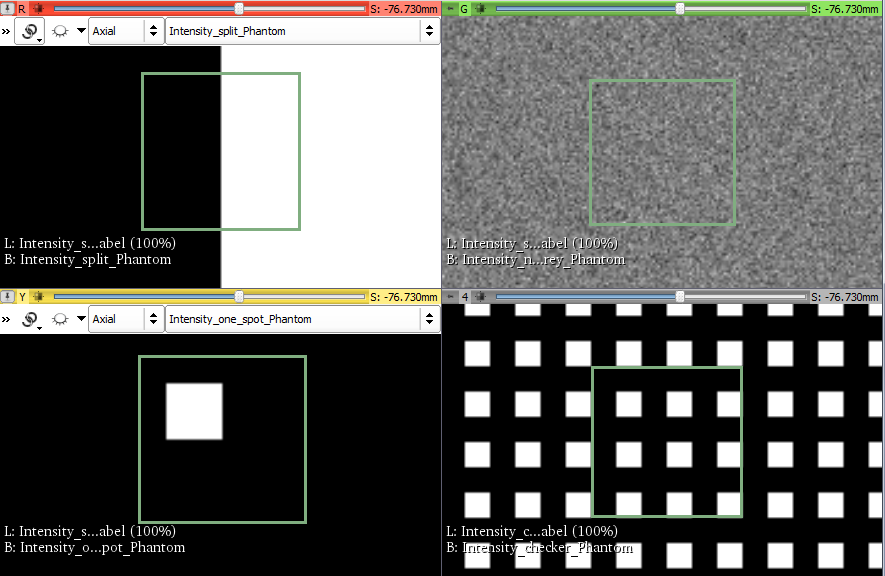 R S: -76.730mm
» Axial Intensity_split_Phantom
L: Intensity_s...abel (100%)
B: Intensity_split_Phantom
G S: -76.730mm
L: Intensity_s...abel (100%)
B: Intensity_n...rey_Phantom
Y S: -76.730mm
» Axial Intensity_one_spot_Phantom
L: Intensity_s...abel (100%)
B: Intensity_o...pot_Phantom
4 S: -76.730mm
L: Intensity_c...abel (100%)
B: Intensity_checker_Phantom